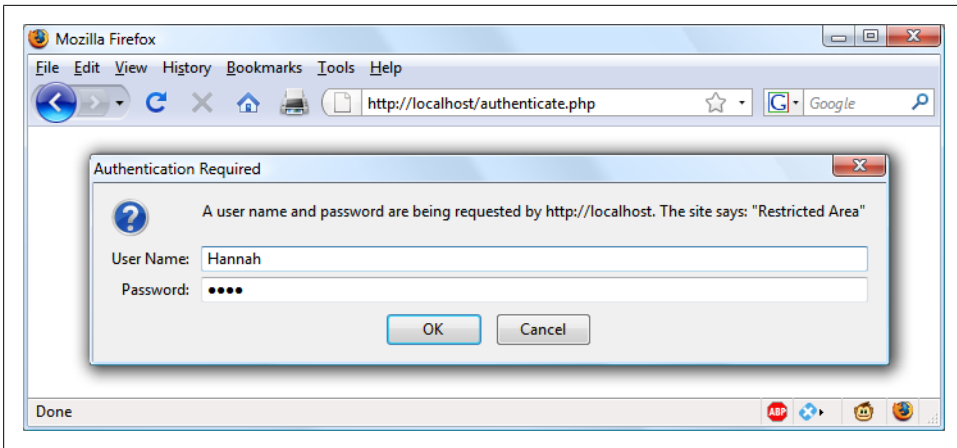 Mozilla Firefox
File Edit View History Bookmarks Tools Help
http://localhost/authenticate.php
G Google
Authentication Required
A user name and password are being requested by http://localhost. The site says: "Restricted Area"
User Name: Hannah
Password: ●●●●
OK Cancel
Done
ABP